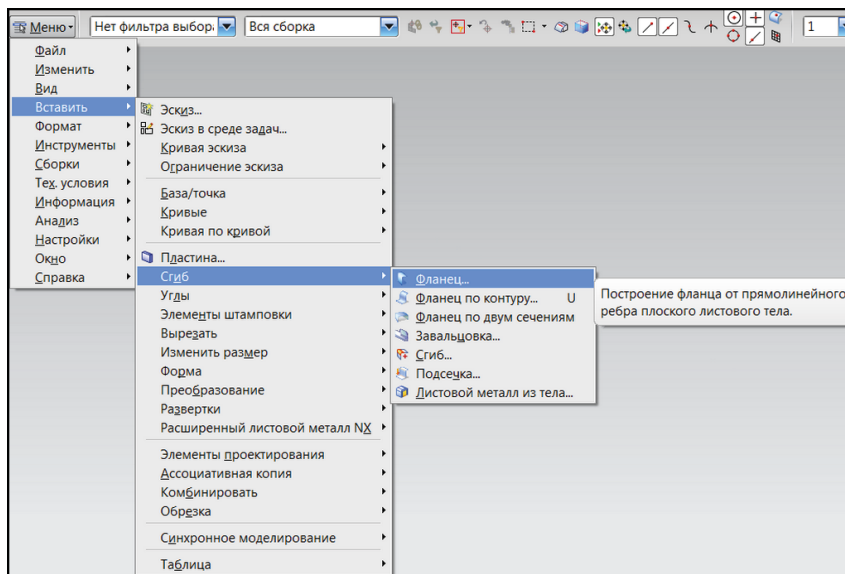 Меню Нет фильтра выбор Вся сборка 1
Файл
Изменить
Вид
Вставить
Формат
Инструменты
Сборки
Тех. условия
Информация
Анализ
Настройки
Окно
Справка
Эскиз...
Эскиз в среде задач...
Кривая эскиза
Ограничение эскиза
База/точка
Кривые
Кривая по кривой
Пластина...
Сгиб
Углы
Элементы штамповки
Вырезать
Изменить размер
Форма
Преобразование
Развертки
Расширенный листовой металл NX
Элементы проектирования
Ассоциативная копия
Комбинировать
Обрезка
Синхронное моделирование
Таблица
Фланец...
Фланец по контуру... U
Фланец по двум сечениям
Завальцовка...
Сгиб...
Подсечка...
Листовой металл из тела...
Построение фланца от прямолинейного
ребра плоского листового тела.